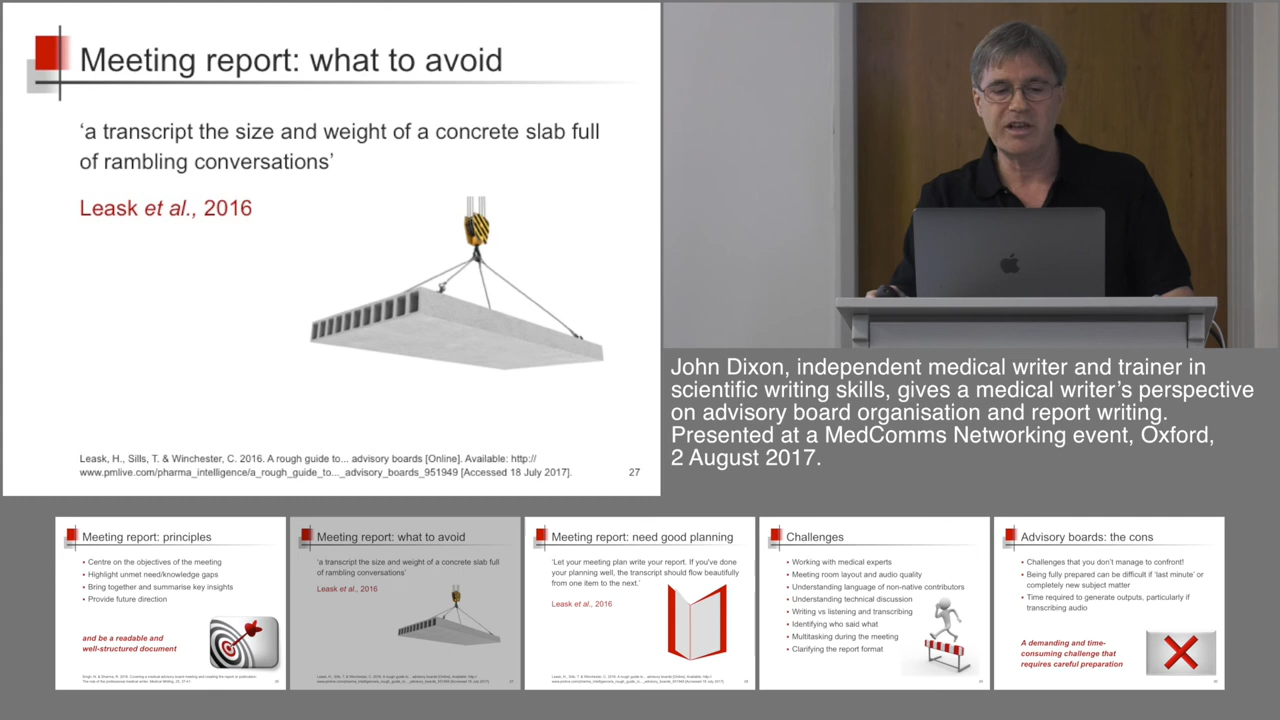 Meeting report: what to avoid
‘a transcript the size and weight of a concrete slab full
of rambling conversations’
Leask et al., 2016
Leask, H., Sills, T. & Winchester, C. 2016. A rough guide to... advisory boards [Online]. Available: http://
www.pmlive.com/pharma_intelligence/a_rough_guide_to..._advisory_boards_951949 [Accessed 18 July 2017].
27
John Dixon, independent medical writer and trainer in
scientific writing skills, gives a medical writer’s perspective
on advisory board organisation and report writing.
Presented at a MedComms Networking event, Oxford,
2 August 2017.
Meeting report: principles
• Centre on the objectives of the meeting
• Highlight unmet need/knowledge gaps
• Bring together and summarise key insights
• Provide future direction
and be a readable and
well-structured document
Meeting report: what to avoid
‘a transcript the size and weight of a concrete slab full
of rambling conversations’
Leask et al., 2016
Meeting report: need good planning
‘Let your meeting plan write your report. If you've done
your planning well, the transcript should flow beautifully
from one item to the next.’
Leask et al., 2016
Challenges
• Working with medical experts
• Meeting room layout and audio quality
• Understanding language of non-native contributors
• Understanding technical discussion
• Writing vs listening and transcribing
• Identifying who said what
• Multitasking during the meeting
• Clarifying the report format
Advisory boards: the cons
• Challenges that you don’t manage to confront!
• Being fully prepared can be difficult if ‘last minute’ or
completely new subject matter
• Time required to generate outputs, particularly if
transcribing audio
A demanding and time-
consuming challenge that
requires careful preparation